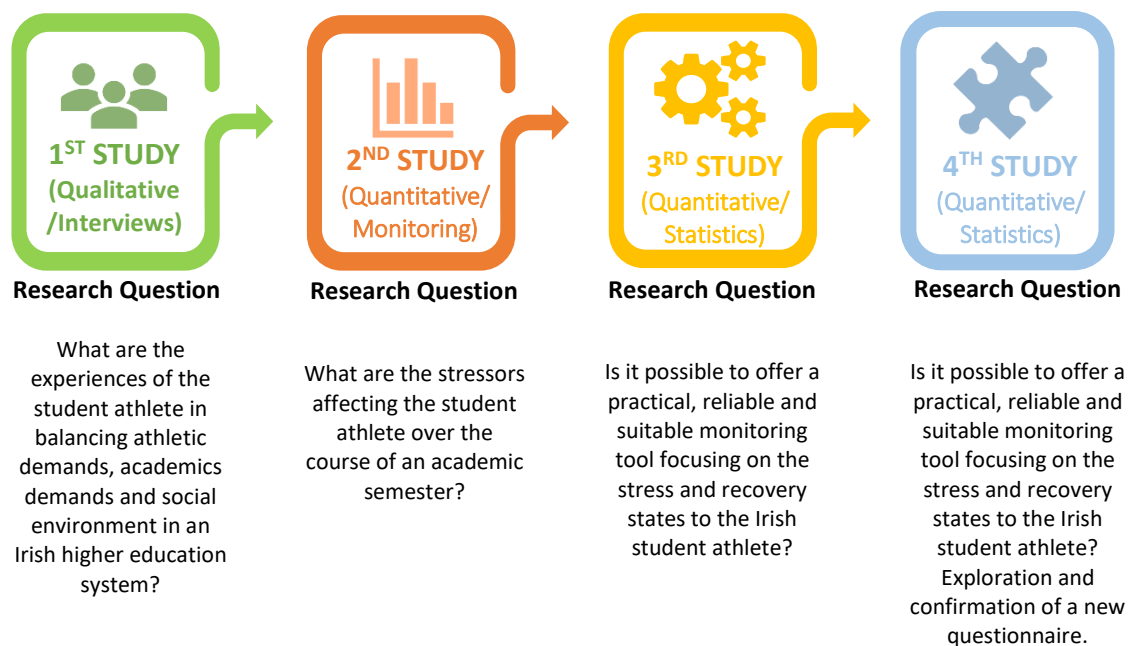 1ST STUDY
(Qualitative
/Interviews)
Research Question
What are the
experiences of the
student athlete in
balancing athletic
demands, academics
demands and social
environment in an
Irish higher education
system?
2ND STUDY
(Quantitative/
Monitoring)
Research Question
What are the stressors
affecting the student
athlete over the
course of an academic
semester?
3RD STUDY
(Quantitative/
Statistics)
Research Question
Is it possible to offer a
practical, reliable and
suitable monitoring
tool focusing on the
stress and recovery
states to the Irish
student athlete?
4TH STUDY
(Quantitative/
Statistics)
Research Question
Is it possible to offer a
practical, reliable and
suitable monitoring
tool focusing on the
stress and recovery
states to the Irish
student athlete?
Exploration and
confirmation of a new
questionnaire.